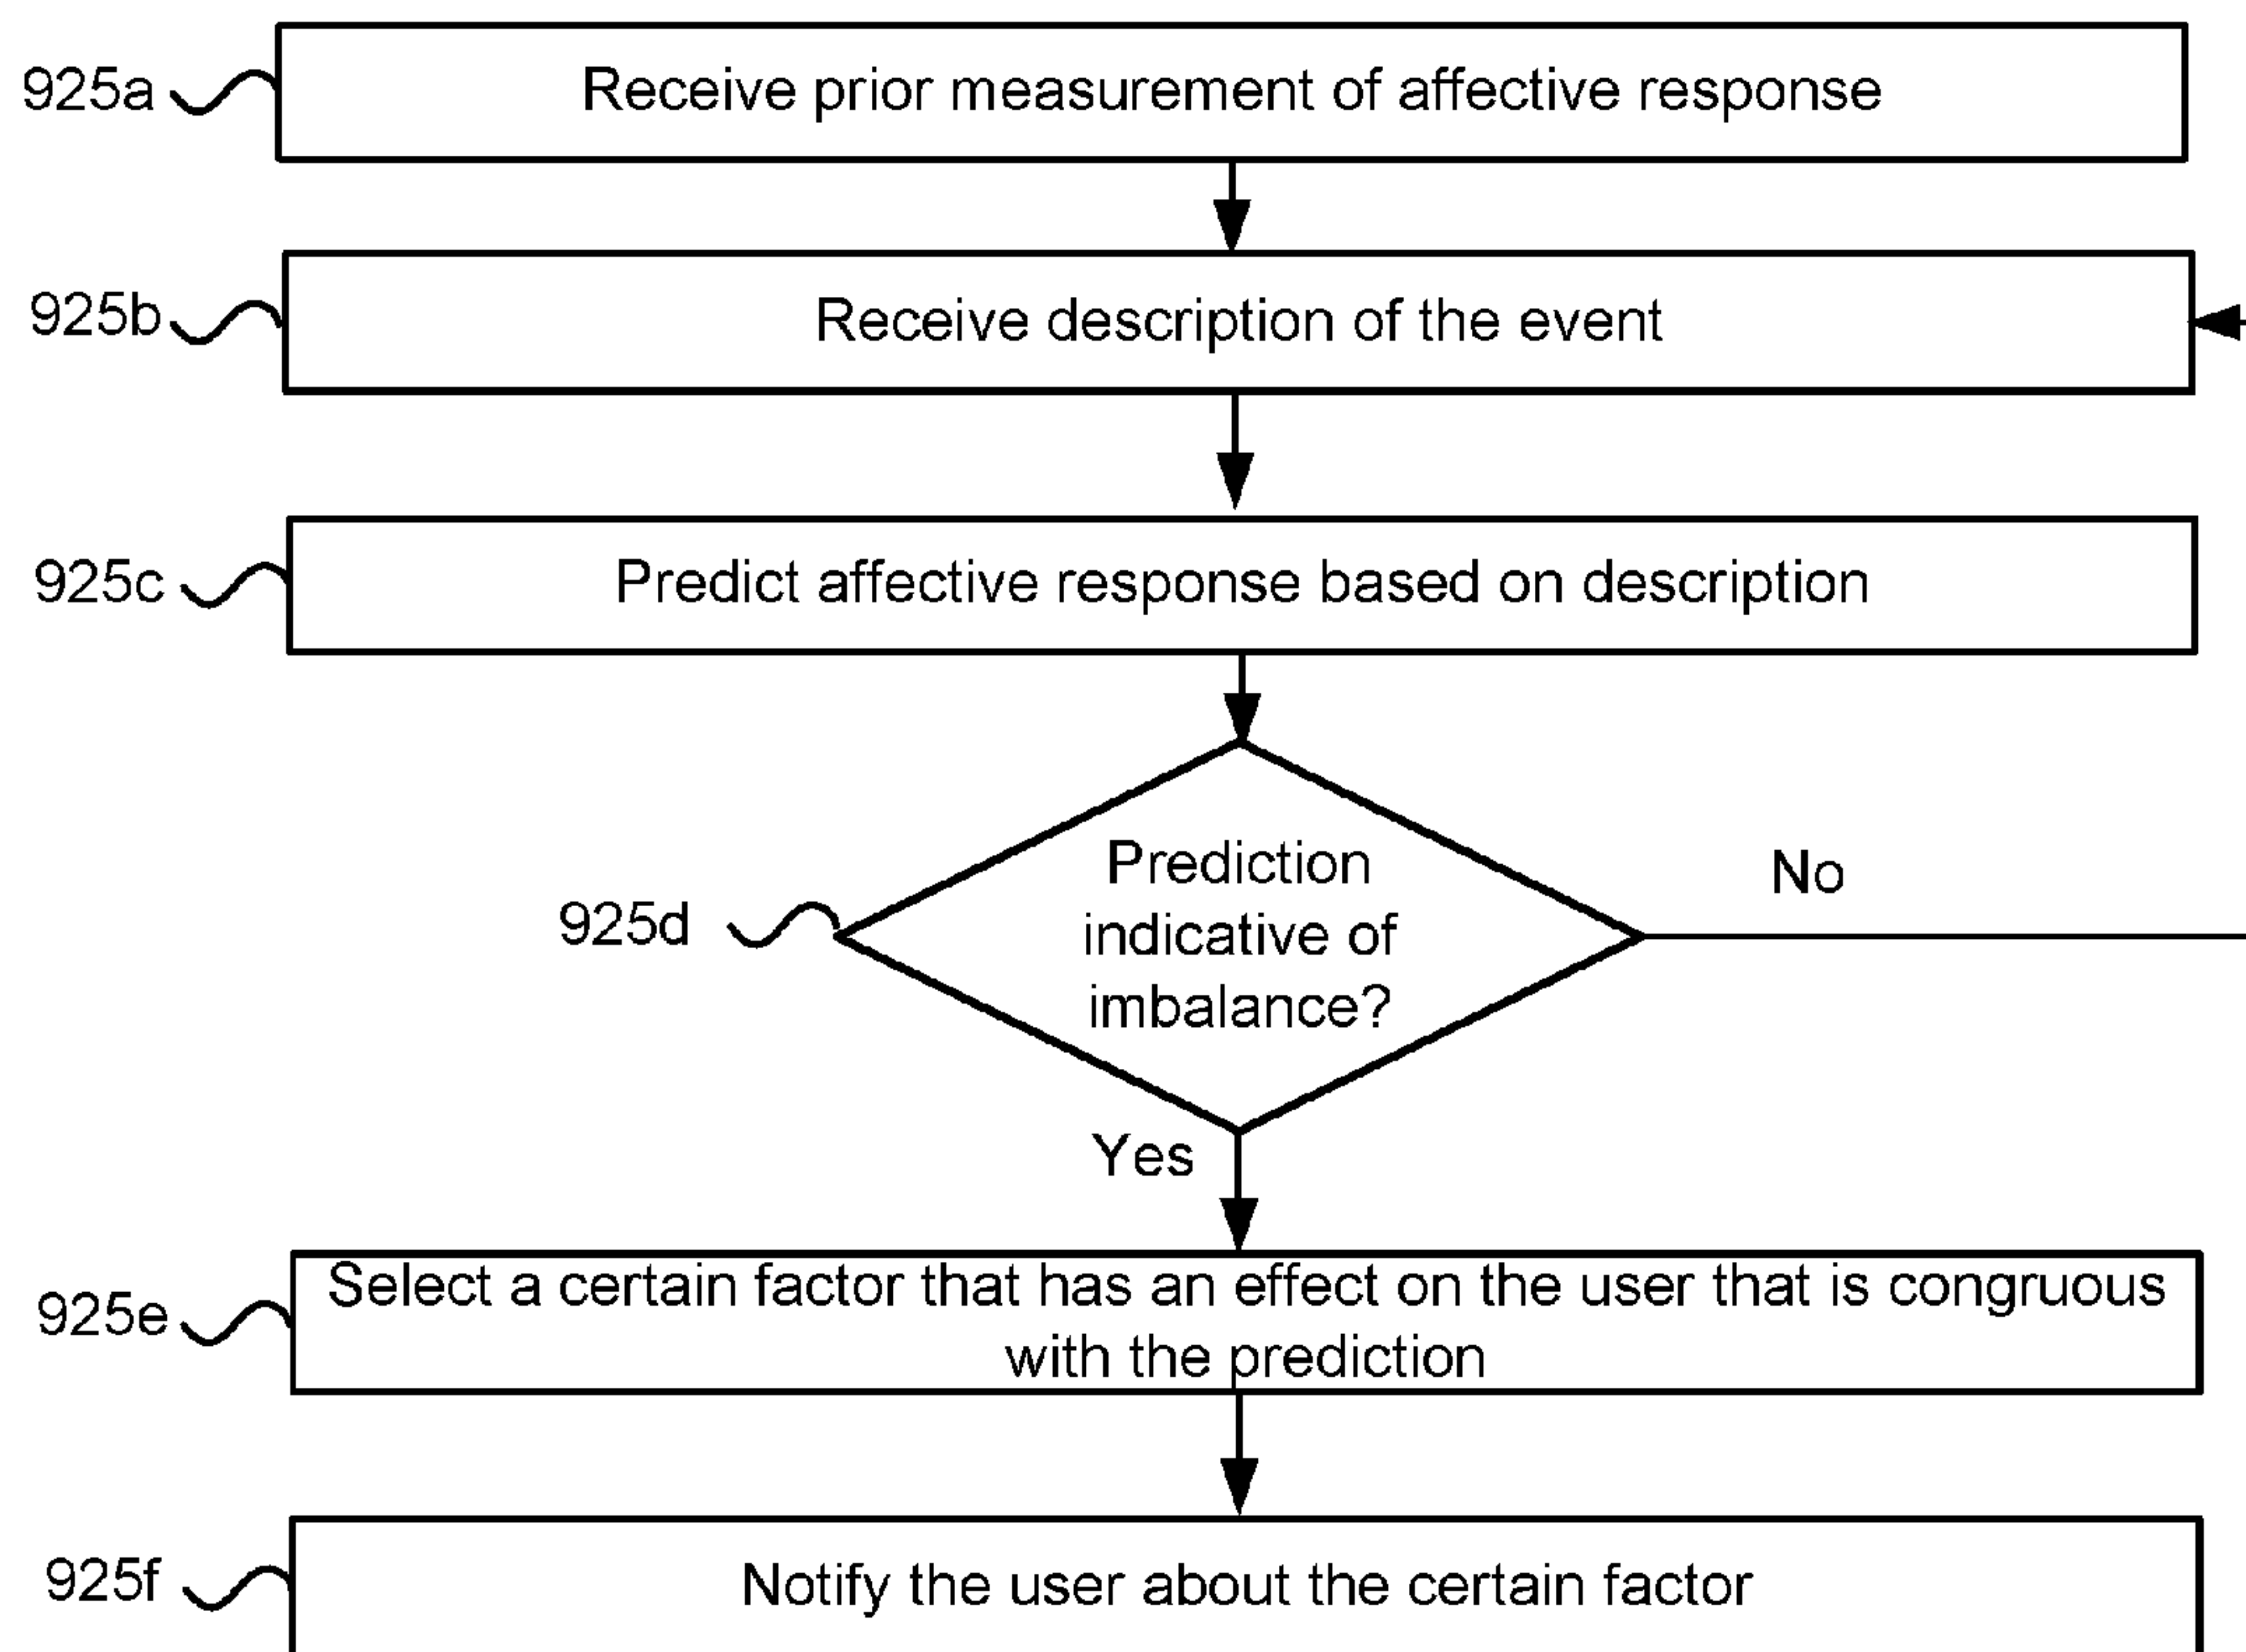 925a
Receive prior measurement of affective response
925b
Receive description of the event
925c
Predict affective response based on description
925d
Prediction
indicative of
imbalance?
No
Yes
925e
Select a certain factor that has an effect on the user that is congruous
with the prediction
925f
Notify the user about the certain factor